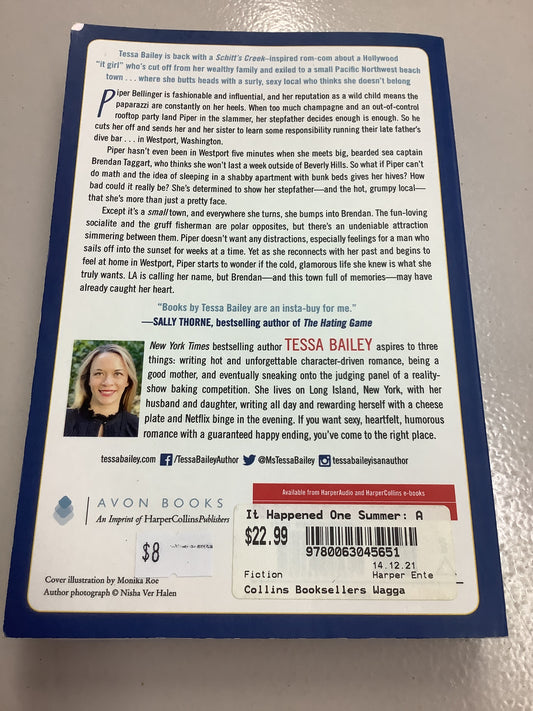 Tessa Bailey is back with a Schitt's Creek–inspired rom-com about a Hollywood
"it girl" who's cut off from her wealthy family and exiled to a small Pacific Northwest beach
town . . . where she butts heads with a surly, sexy local who thinks she doesn't belong
Piper Bellinger is fashionable and influential, and her reputation as a wild child means the
paparazzi are constantly on her heels. When too much champagne and an out-of-control
rooftop party land Piper in the slammer, her stepfather decides enough is enough. So he
cuts her off and sends her and her sister to learn some responsibility running their late father's
dive bar . . . in Westport, Washington.
Piper hasn't even been in Westport five minutes when she meets big, bearded sea captain
Brendan Taggart, who thinks she won't last a week outside of Beverly Hills. So what if Piper can't
do math and the idea of sleeping in a shabby apartment with bunk beds gives her hives? How
bad could it really be? She's determined to show her stepfather—and the hot, grumpy local—
that she's more than just a pretty face.
Except it's a small town, and everywhere she turns, she bumps into Brendan. The fun-loving
socialite and the gruff fisherman are polar opposites, but there's an undeniable attraction
simmering between them. Piper doesn't want any distractions, especially feelings for a man who
sails off into the sunset for weeks at a time. Yet as she reconnects with her past and begins to
feel at home in Westport, Piper starts to wonder if the cold, glamorous life she knew is what she
truly wants. LA is calling her name, but Brendan—and this town full of memories—may have
already caught her heart.
"Books by Tessa Bailey are an insta-buy for me."
—SALLY THORNE, bestselling author of The Hating Game
New York Times bestselling author TESSA BAILEY aspires to three
things: writing hot and unforgettable character-driven romance, being a
good mother, and eventually sneaking onto the judging panel of a reality-
show baking competition. She lives on Long Island, New York, with her
husband and daughter, writing all day and rewarding herself with a cheese
plate and Netflix binge in the evening. If you want sexy, heartfelt, humorous
romance with a guaranteed happy ending, you've come to the right place.
tessabailey.com /TessaBaileyAuthor @MsTessaBailey tessabaileyisanauthor
AVON BOOKS
An Imprint of HarperCollinsPublishers
Available from HarperAudio and HarperCollins e-books
It Happened One Summer: A
$22.99
9780063045651
14.12.21
Fiction Harper Ente
Collins Booksellers Wagga
$8
Cover illustration by Monika Roe
Author photograph © Nisha Ver Halen